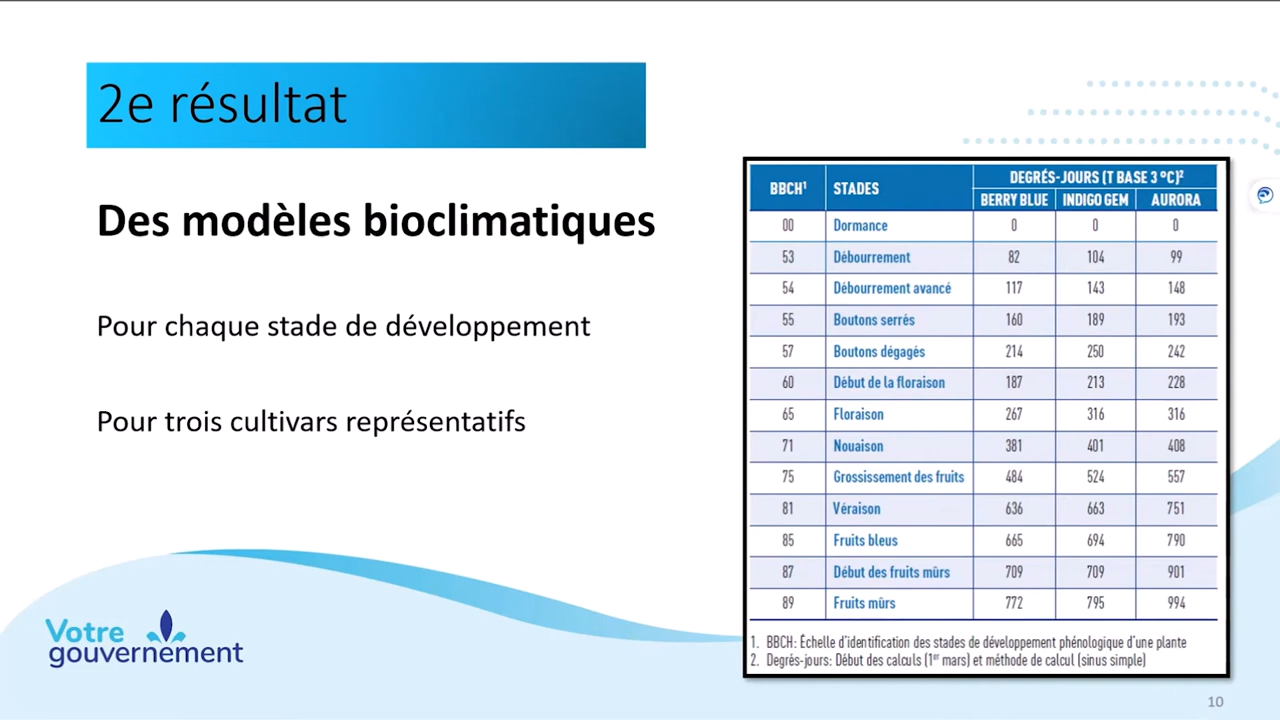 2e résultat
Des modèles bioclimatiques
Pour chaque stade de développement
Pour trois cultivars représentatifs
BBCH¹ STADES DEGRÉS-JOURS (T BASE 3 °C)²
BERRY BLUE INDIGO GEM AURORA
00 Dormance 0 0 0
53 Débourrement 82 104 99
54 Débourrement avancé 117 143 148
55 Boutons serrés 160 189 193
57 Boutons dégagés 214 250 242
60 Début de la floraison 187 213 228
65 Floraison 267 316 316
71 Nouaison 381 401 408
75 Grossissement des fruits 484 524 557
81 Véraison 636 663 751
85 Fruits bleus 665 694 790
87 Début des fruits mûrs 709 709 901
89 Fruits mûrs 772 795 994
1. BBCH: Échelle d'identification des stades de développement phénologique d'une plante
2. Degrés-jours: Début des calculs (1er mars) et méthode de calcul (sinus simple)
Votre
gouvernement
10